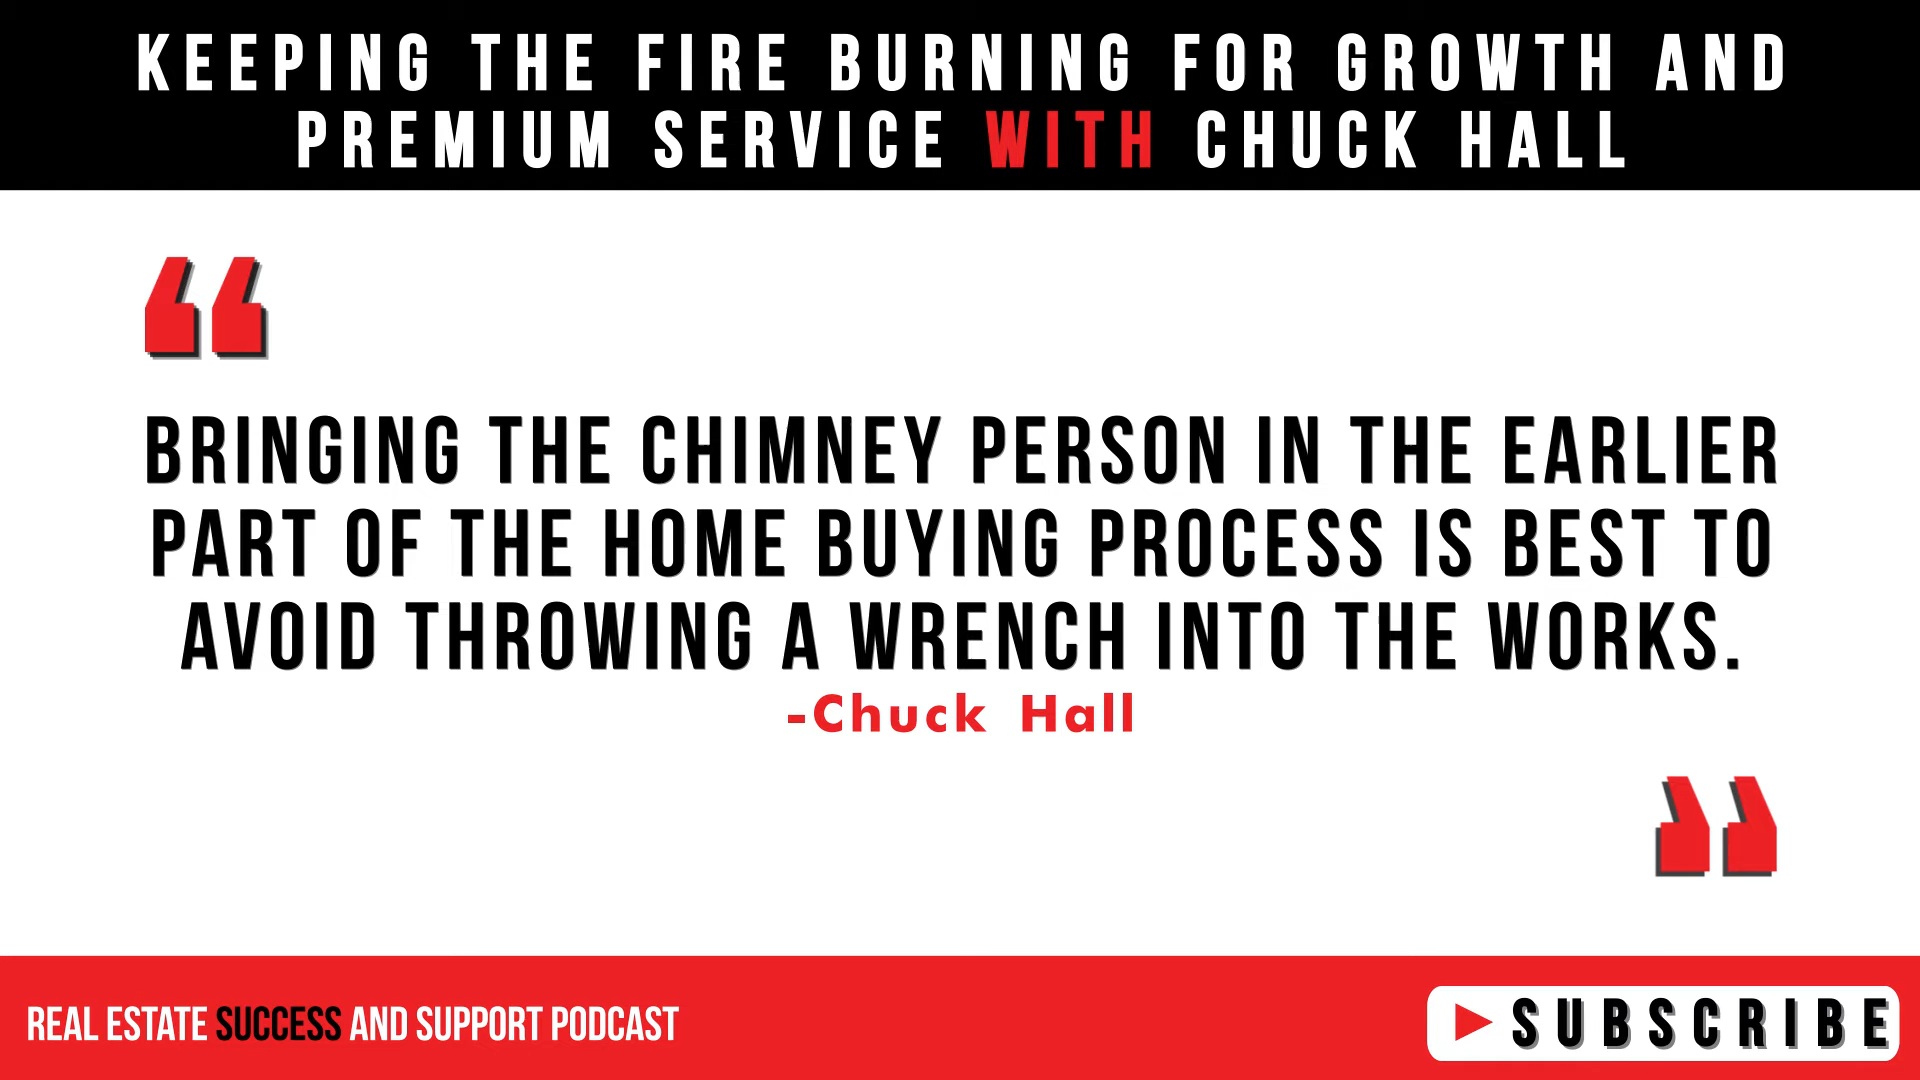 KEEPING THE FIRE BURNING FOR GROWTH AND
PREMIUM SERVICE WITH CHUCK HALL
“
BRINGING THE CHIMNEY PERSON IN THE EARLIER
PART OF THE HOME BUYING PROCESS IS BEST TO
AVOID THROWING A WRENCH INTO THE WORKS.
-Chuck Hall
”
REAL ESTATE SUCCESS AND SUPPORT PODCAST
SUBSCRIBE